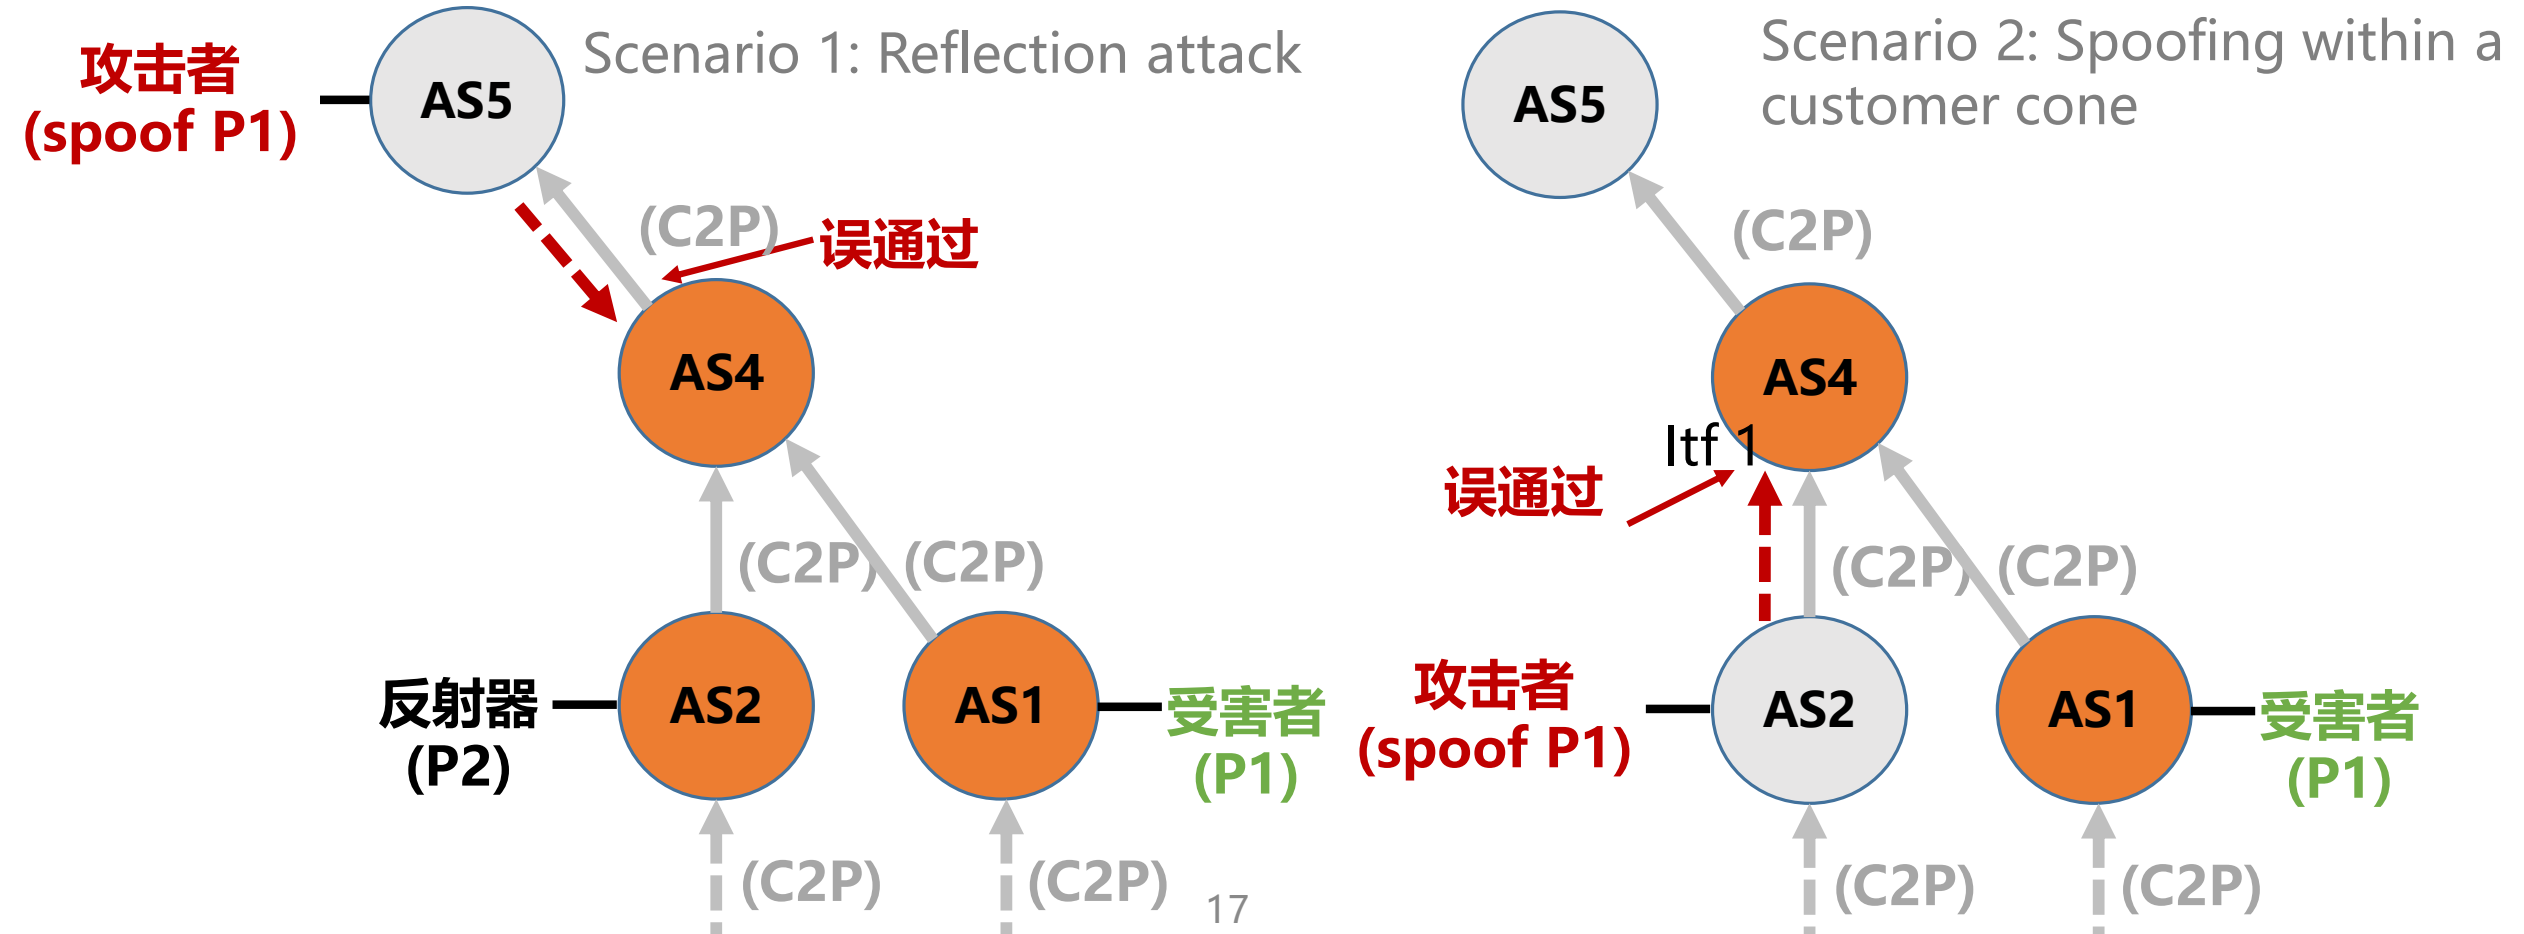 Scenario 1: Reflection attack
攻击者
(spoof P1)
AS5
(C2P)
误通过
AS4
(C2P)
(C2P)
反射器
(P2)
AS2
AS1
受害者
(P1)
(C2P)
(C2P)
17
Scenario 2: Spoofing within a
customer cone
AS5
(C2P)
AS4
Itf 1
误通过
(C2P)
(C2P)
攻击者
(spoof P1)
AS2
AS1
受害者
(P1)
(C2P)
(C2P)